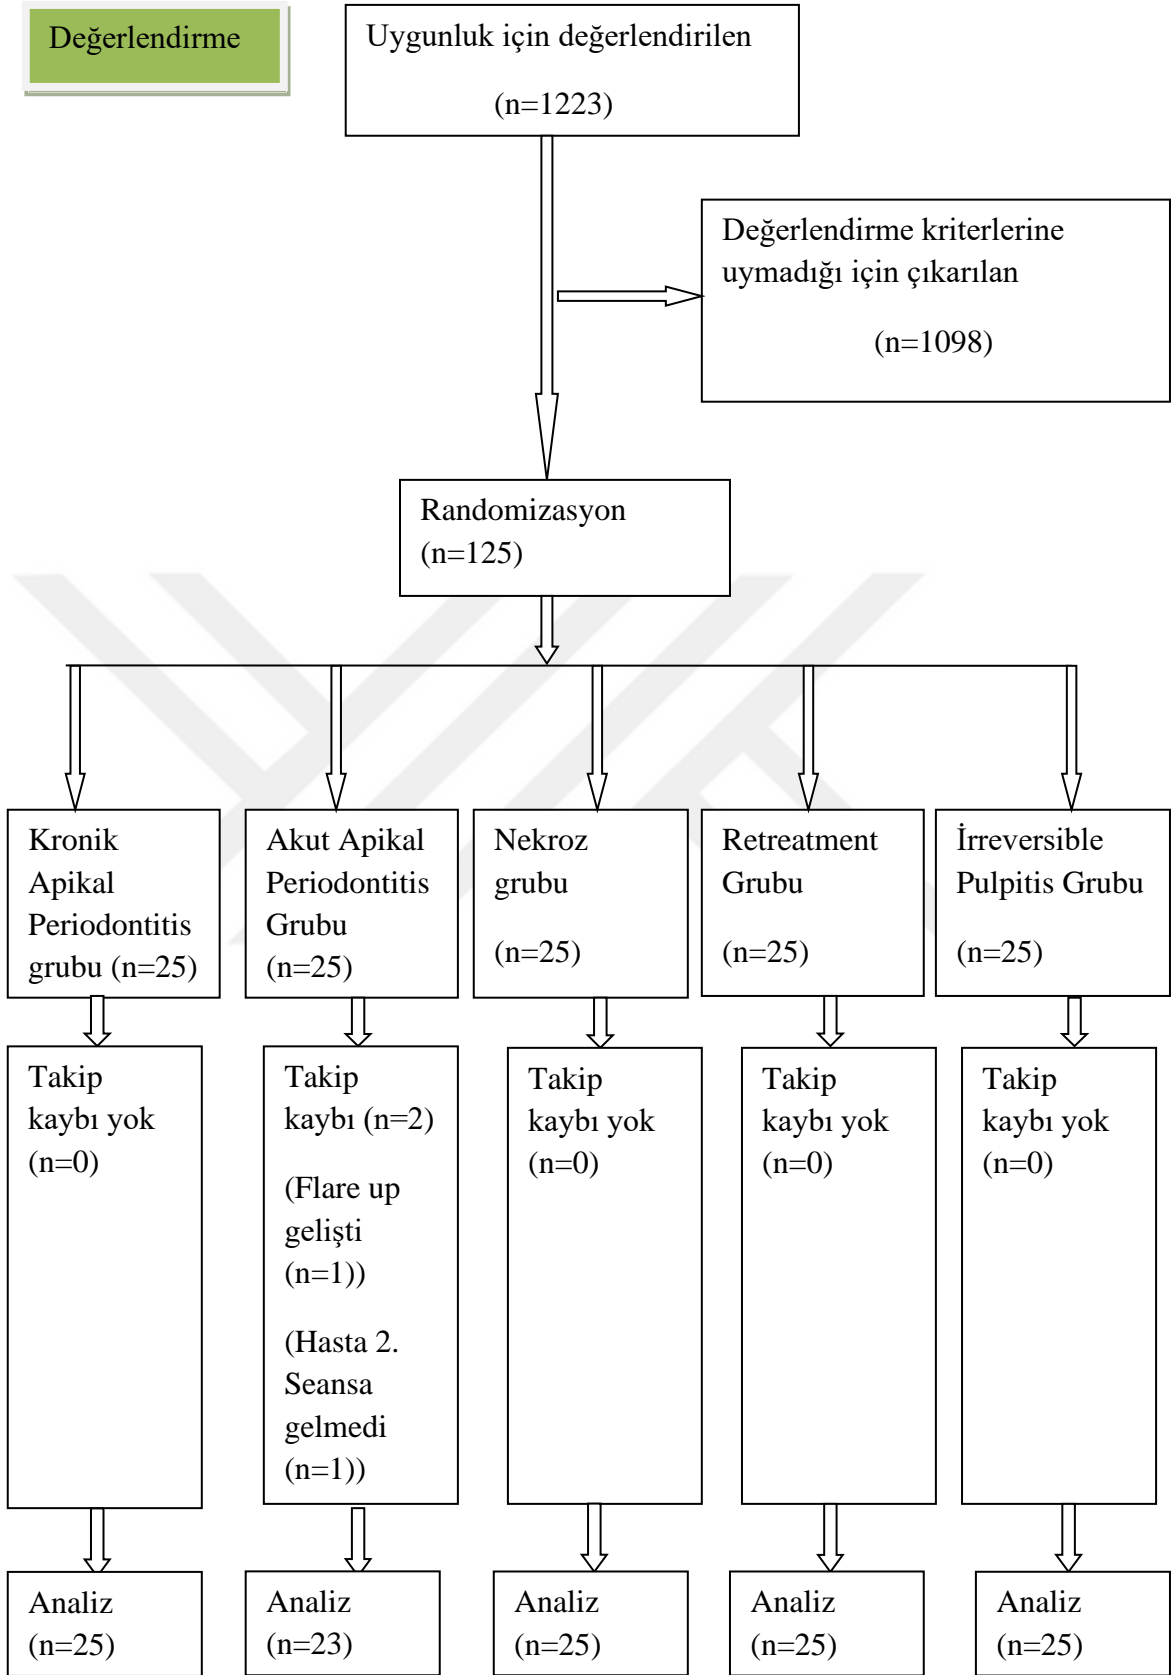 Değerlendirme
Uygunluk için değerlendirilen
(n=1223)
Değerlendirme kriterlerine
uymadığı için çıkarılan
(n=1098)
Randomizasyon
(n=125)
Kronik
Apikal
Periodontitis
grubu (n=25)
Akut Apikal
Periodontitis
Grubu
(n=25)
Nekroz
grubu
(n=25)
Retreatment
Grubu
(n=25)
İrreversible
Pulpitis Grubu
(n=25)
Takip
kaybı yok
(n=0)
Takip
kaybı (n=2)
(Flare up
gelişti
(n=1))
(Hasta 2.
Seansa
gelmedi
(n=1))
Takip
kaybı yok
(n=0)
Takip
kaybı yok
(n=0)
Takip
kaybı yok
(n=0)
Analiz
(n=25)
Analiz
(n=23)
Analiz
(n=25)
Analiz
(n=25)
Analiz
(n=25)